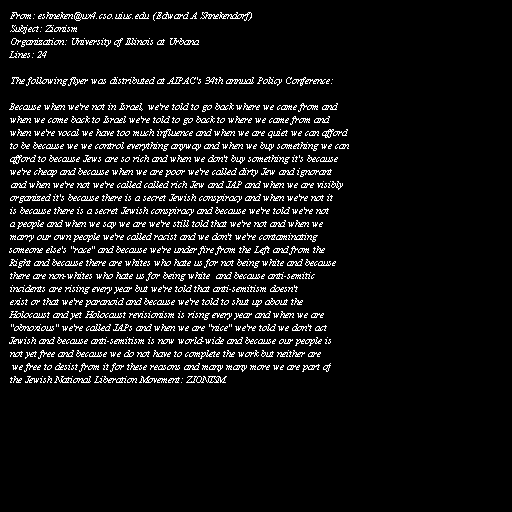 From: eshneken@ux4.cso.uiuc.edu (Edward A Shnekendorf)
Subject: Zionism
Organization: University of Illinois at Urbana
Lines: 24

The following flyer was distributed at AIPAC's 34th annual Policy Conference:

Because when we're not in Israel, we're told to go back where we came from and
when we come back to Israel we're told to go back to where we came from and
when we're vocal we have too much influence and when we are quiet we can afford
to be because we we control everything anyway and when we buy something we can
afford to because Jews are so rich and when we don't buy something it's because
we're cheap and because when we are poor we're called dirty Jew and ignorant
and when we're not we're called called rich Jew and JAP and when we are visibly
organized it's because there is a secret Jewish conspiracy and when we're not it
is because there is a secret Jewish conspiracy and because we're told we're not
a people and when we say we are we're still told that we're not and when we
marry our own people we're called racist and we don't we're contaminating
someone else's "race" and because we're under fire from the Left and from the
Right and because there are whites who hate us for not being white and because
there are non-whites who hate us for being white  and because anti-semitic
incidents are rising every year but we're told that anti-semitism doesn't
exist or that we're paranoid and because we're told to shut up about the
Holocaust and yet Holocaust revisionism is risng every year and when we are
"obnoxious" we're called JAPs and when we are "nice" we're told we don't act
Jewish and because anti-semitism is now world-wide and because our people is
not yet free and because we do not have to complete the work but neither are
 we free to desist from it for these reasons and many many more we are part of
the Jewish National Liberation Movement: ZIONISM.